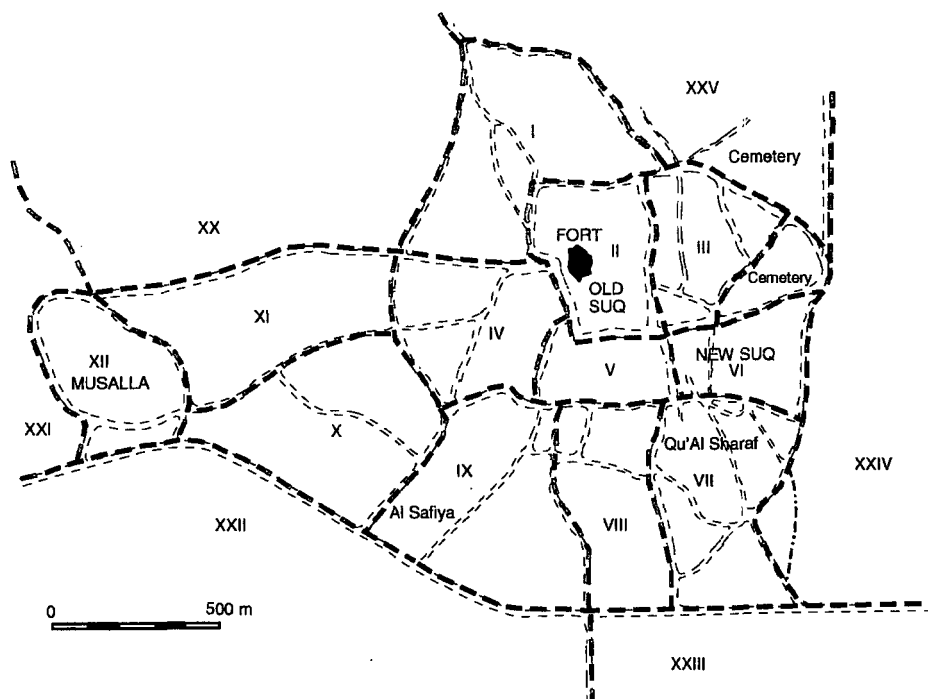 XXV
I
Cemetery
XX
FORT
II
III
OLD
SUQ
Cemetery
XI
IV
XII
MUSALLA
V
NEW SUQ
VI
XXI
X
Qu'Al Sharaf
IX
VII
XXIV
Al Safiya
XXII
VIII
0 500 m
XXIII